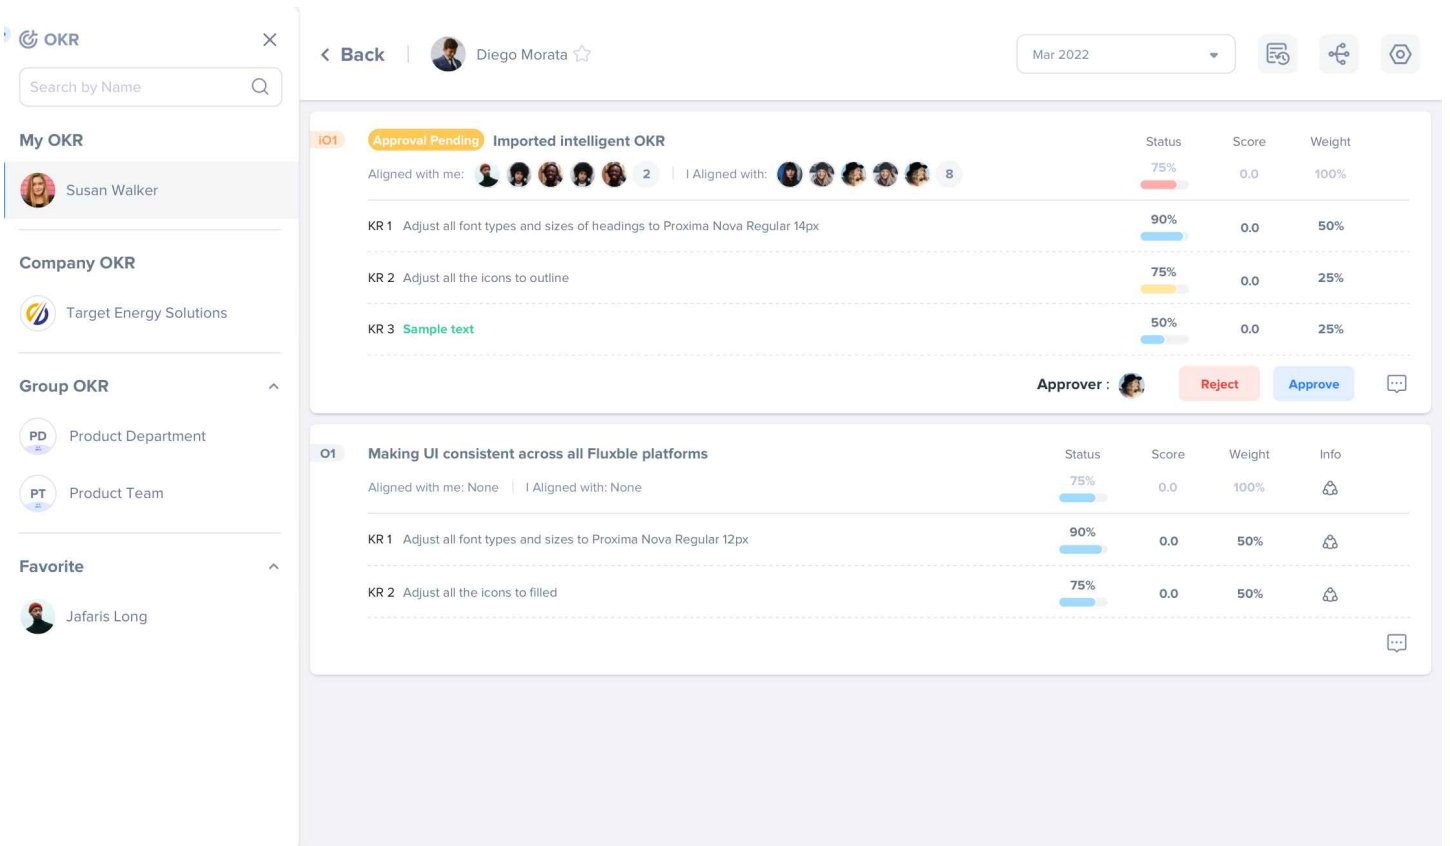 OKR
Search by Name
My OKR
Susan Walker
Company OKR
Target Energy Solutions
Group OKR
PD Product Department
PT Product Team
Favorite
Jafaris Long
Back
Diego Morata
Mar 2022
iO1 Approval Pending Imported intelligent OKR Status Score Weight
Aligned with me: 2 I Aligned with: 8 75% 0.0 100%
KR 1 Adjust all font types and sizes of headings to Proxima Nova Regular 14px 90% 0.0 50%
KR 2 Adjust all the icons to outline 75% 0.0 25%
KR 3 Sample text 50% 0.0 25%
Approver : Reject Approve
O1 Making UI consistent across all Fluxble platforms Status Score Weight Info
Aligned with me: None I Aligned with: None 75% 0.0 100%
KR 1 Adjust all font types and sizes to Proxima Nova Regular 12px 90% 0.0 50%
KR 2 Adjust all the icons to filled 75% 0.0 50%